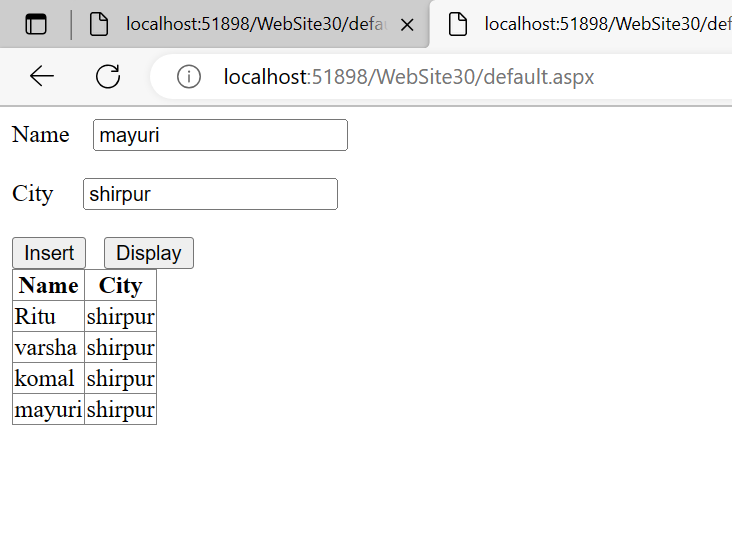 localhost:51898/WebSite30/defa
localhost:51898/WebSite30/def
localhost:51898/WebSite30/default.aspx
Name mayuri
City shirpur
Insert Display
Name City
Ritu shirpur
varsha shirpur
komal shirpur
mayuri shirpur